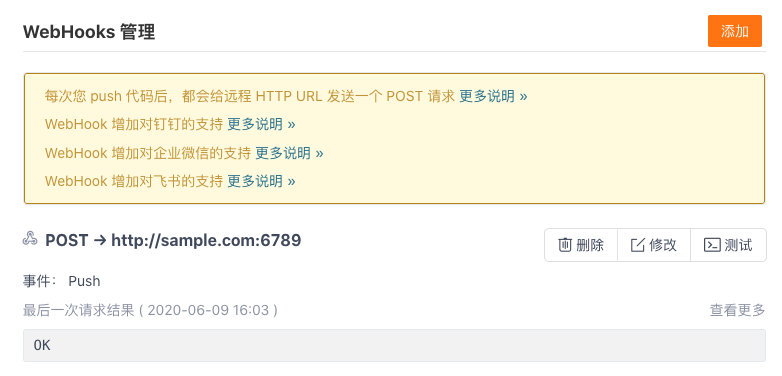 WebHooks 管理
添加
每次您 push 代码后，都会给远程 HTTP URL 发送一个 POST 请求 更多说明 »
WebHook 增加对钉钉的支持 更多说明 »
WebHook 增加对企业微信的支持 更多说明 »
WebHook 增加对飞书的支持 更多说明 »
POST → http://sample.com:6789
删除 修改 测试
事件： Push
最后一次请求结果 ( 2020-06-09 16:03 ) 查看更多
OK